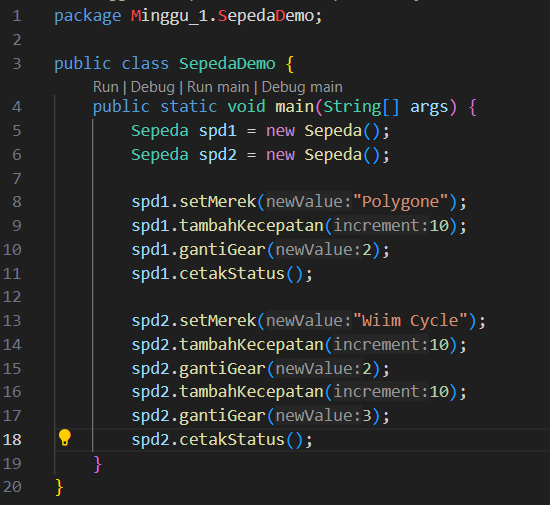 1 package Minggu_1.SepedaDemo;
2
3 public class SepedaDemo {
Run | Debug | Run main | Debug main
4 public static void main(String[] args) {
5 Sepeda spd1 = new Sepeda();
6 Sepeda spd2 = new Sepeda();
7
8 spd1.setMerek(newValue:"Polygone");
9 spd1.tambahKecepatan(increment:10);
10 spd1.gantiGear(newValue:2);
11 spd1.cetakStatus();
12
13 spd2.setMerek(newValue:"Wiim Cycle");
14 spd2.tambahKecepatan(increment:10);
15 spd2.gantiGear(newValue:2);
16 spd2.tambahKecepatan(increment:10);
17 spd2.gantiGear(newValue:3);
18 spd2.cetakStatus();
19 }
20 }